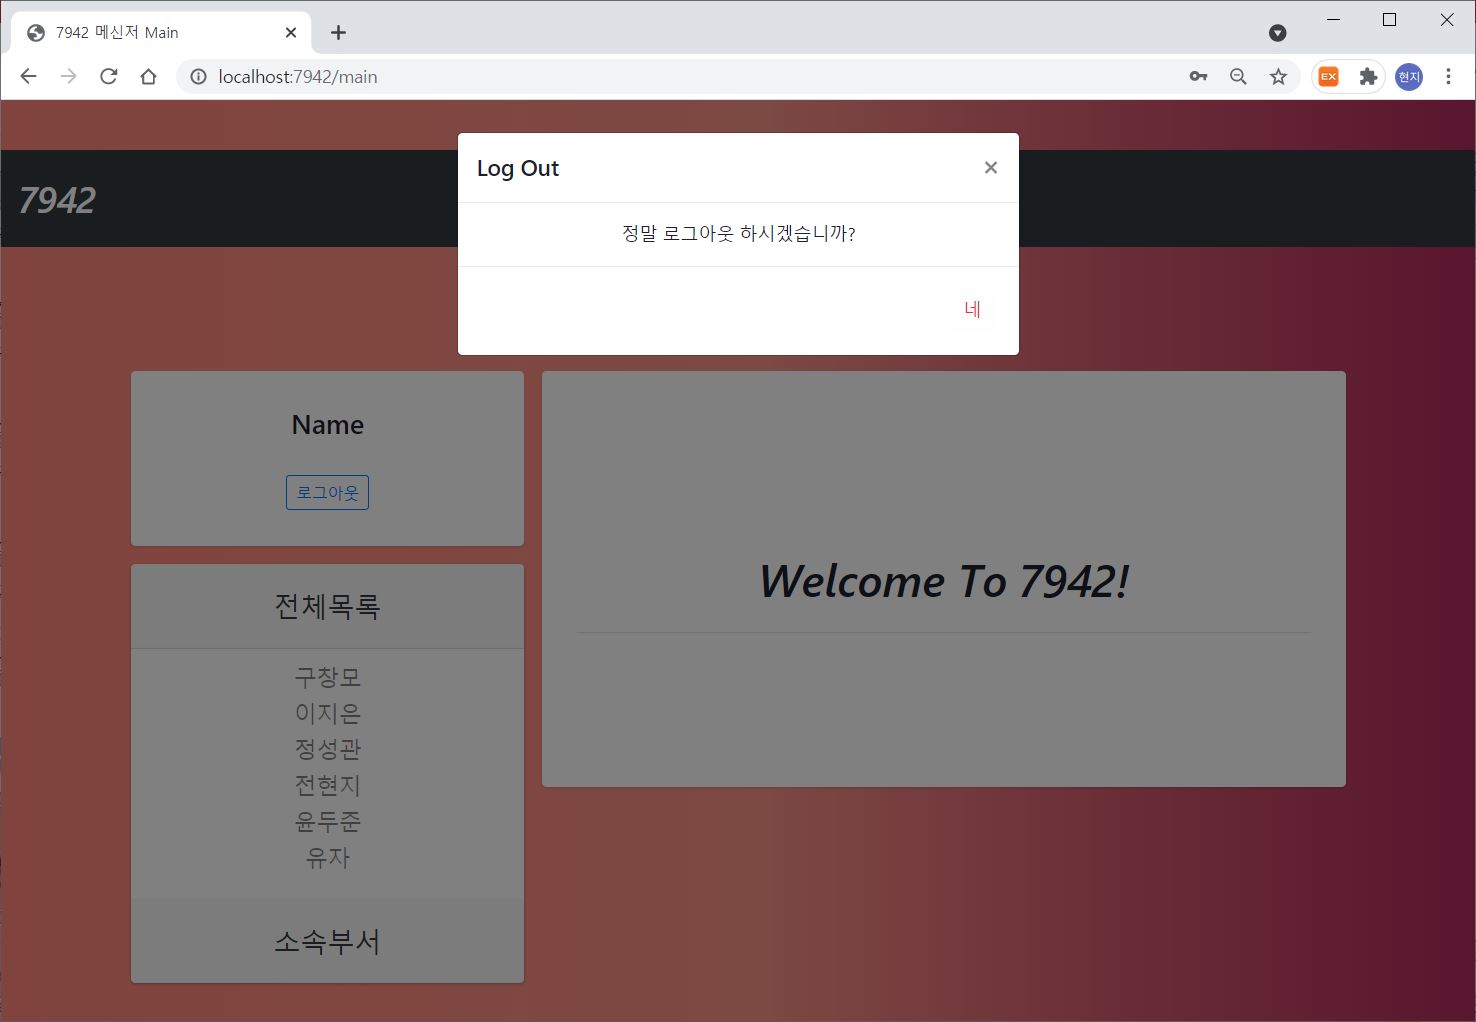 7942 메신저 Main
localhost:7942/main
EX
현지
7942
Log Out
정말 로그아웃 하시겠습니까?
네
Name
로그아웃
전체목록
구창모
이지은
정성관
전현지
윤두준
유자
소속부서
Welcome To 7942!